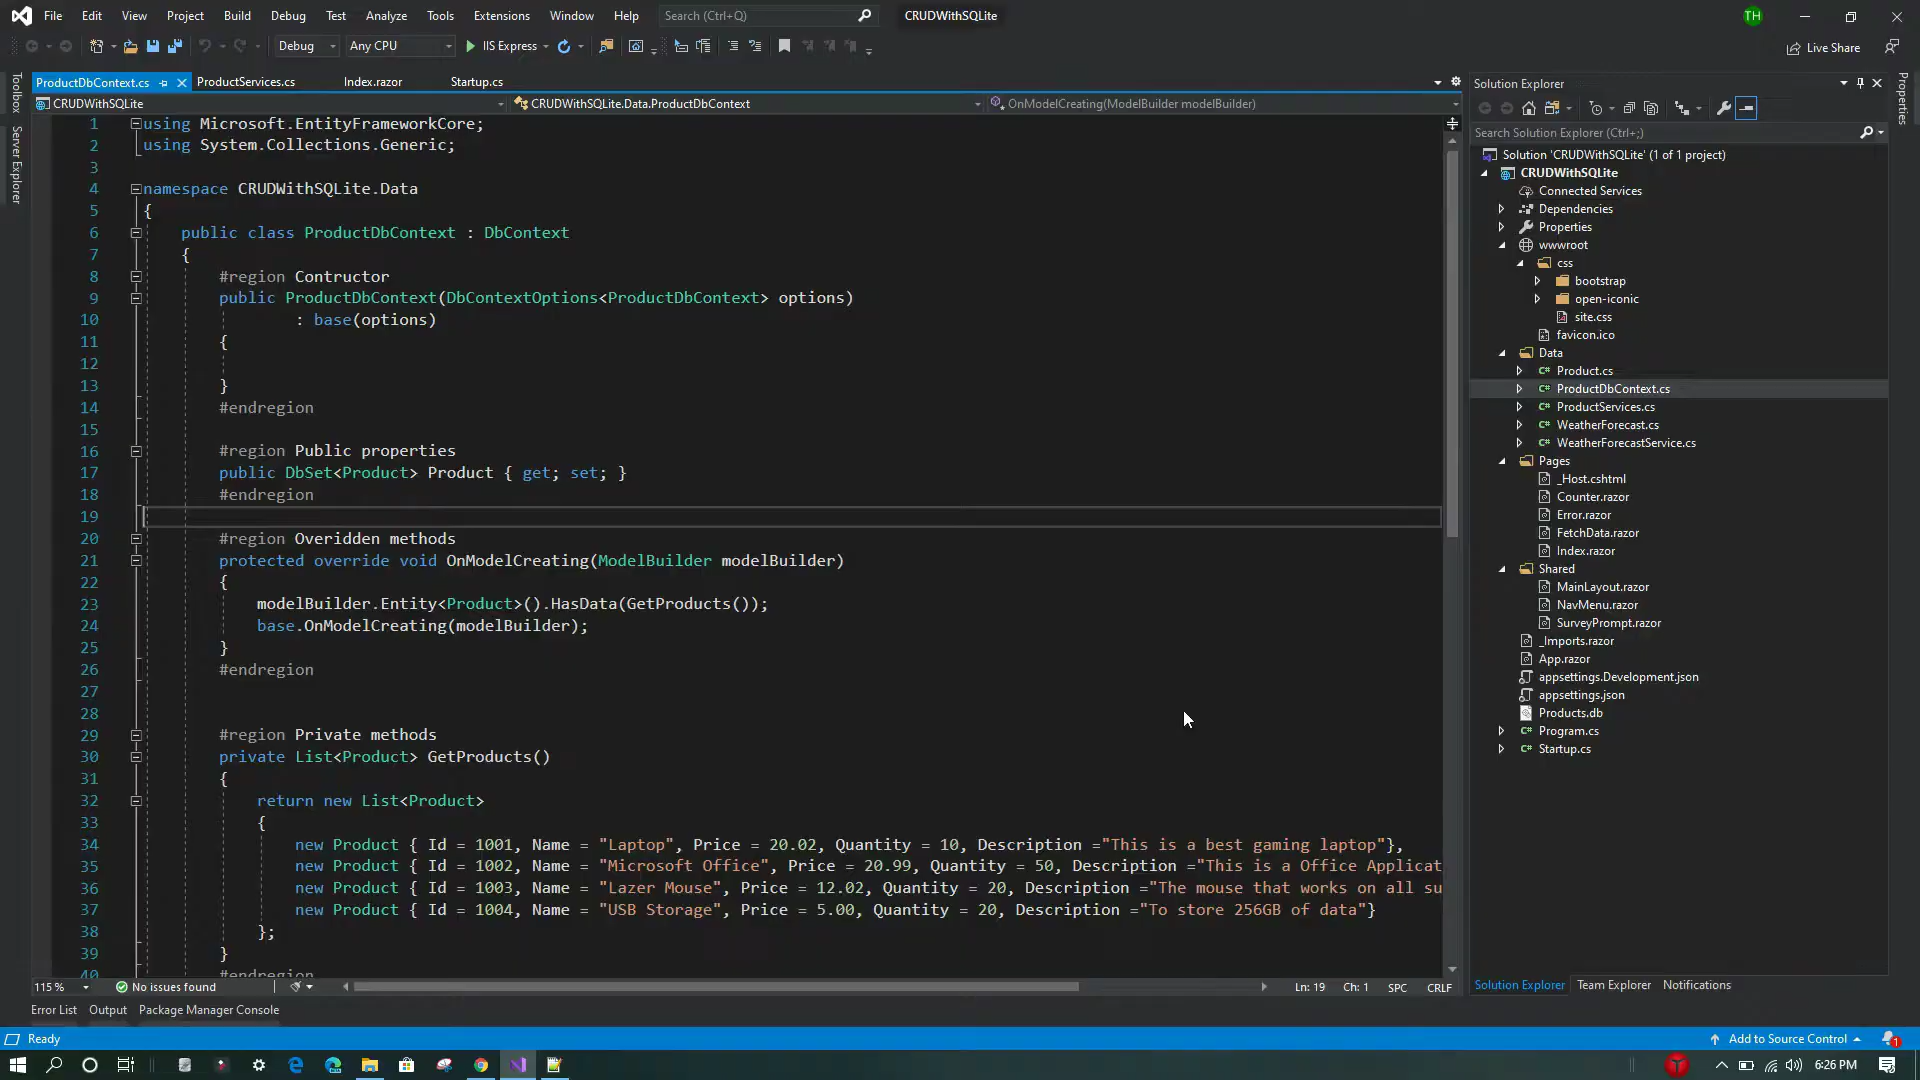 File Edit View Project Build Debug Test Analyze Tools Extensions Window Help Search (Ctrl+Q) CRUDWithSQLite TH
Debug Any CPU IIS Express Live Share
ProductDbContext.cs ProductServices.cs Index.razor Startup.cs
CRUDWithSQLite CRUDWithSQLite.Data.ProductDbContext OnModelCreating(ModelBuilder modelBuilder)
Toolbox
Server Explorer
1 using Microsoft.EntityFrameworkCore;
2 using System.Collections.Generic;
3
4 namespace CRUDWithSQLite.Data
5 {
6 public class ProductDbContext : DbContext
7 {
8 #region Contructor
9 public ProductDbContext(DbContextOptions<ProductDbContext> options)
10 : base(options)
11 {
12
13 }
14 #endregion
15
16 #region Public properties
17 public DbSet<Product> Product { get; set; }
18 #endregion
19
20 #region Overidden methods
21 protected override void OnModelCreating(ModelBuilder modelBuilder)
22 {
23 modelBuilder.Entity<Product>().HasData(GetProducts());
24 base.OnModelCreating(modelBuilder);
25 }
26 #endregion
27
28
29 #region Private methods
30 private List<Product> GetProducts()
31 {
32 return new List<Product>
33 {
34 new Product { Id = 1001, Name = "Laptop", Price = 20.02, Quantity = 10, Description ="This is a best gaming laptop"},
35 new Product { Id = 1002, Name = "Microsoft Office", Price = 20.99, Quantity = 50, Description ="This is a Office Applicat
36 new Product { Id = 1003, Name = "Lazer Mouse", Price = 12.02, Quantity = 20, Description ="The mouse that works on all su
37 new Product { Id = 1004, Name = "USB Storage", Price = 5.00, Quantity = 20, Description ="To store 256GB of data"}
38 };
39 }
40 #endregion
115 % No issues found Ln: 19 Ch: 1 SPC CRLF
Error List Output Package Manager Console
Solution Explorer
Search Solution Explorer (Ctrl+;)
Solution 'CRUDWithSQLite' (1 of 1 project)
CRUDWithSQLite
Connected Services
Dependencies
Properties
wwwroot
css
bootstrap
open-iconic
site.css
favicon.ico
Data
Product.cs
ProductDbContext.cs
ProductServices.cs
WeatherForecast.cs
WeatherForecastService.cs
Pages
_Host.cshtml
Counter.razor
Error.razor
FetchData.razor
Index.razor
Shared
MainLayout.razor
NavMenu.razor
SurveyPrompt.razor
_Imports.razor
App.razor
appsettings.Development.json
appsettings.json
Products.db
Program.cs
Startup.cs
Solution Explorer Team Explorer Notifications
Properties
Ready Add to Source Control 1
6:26 PM